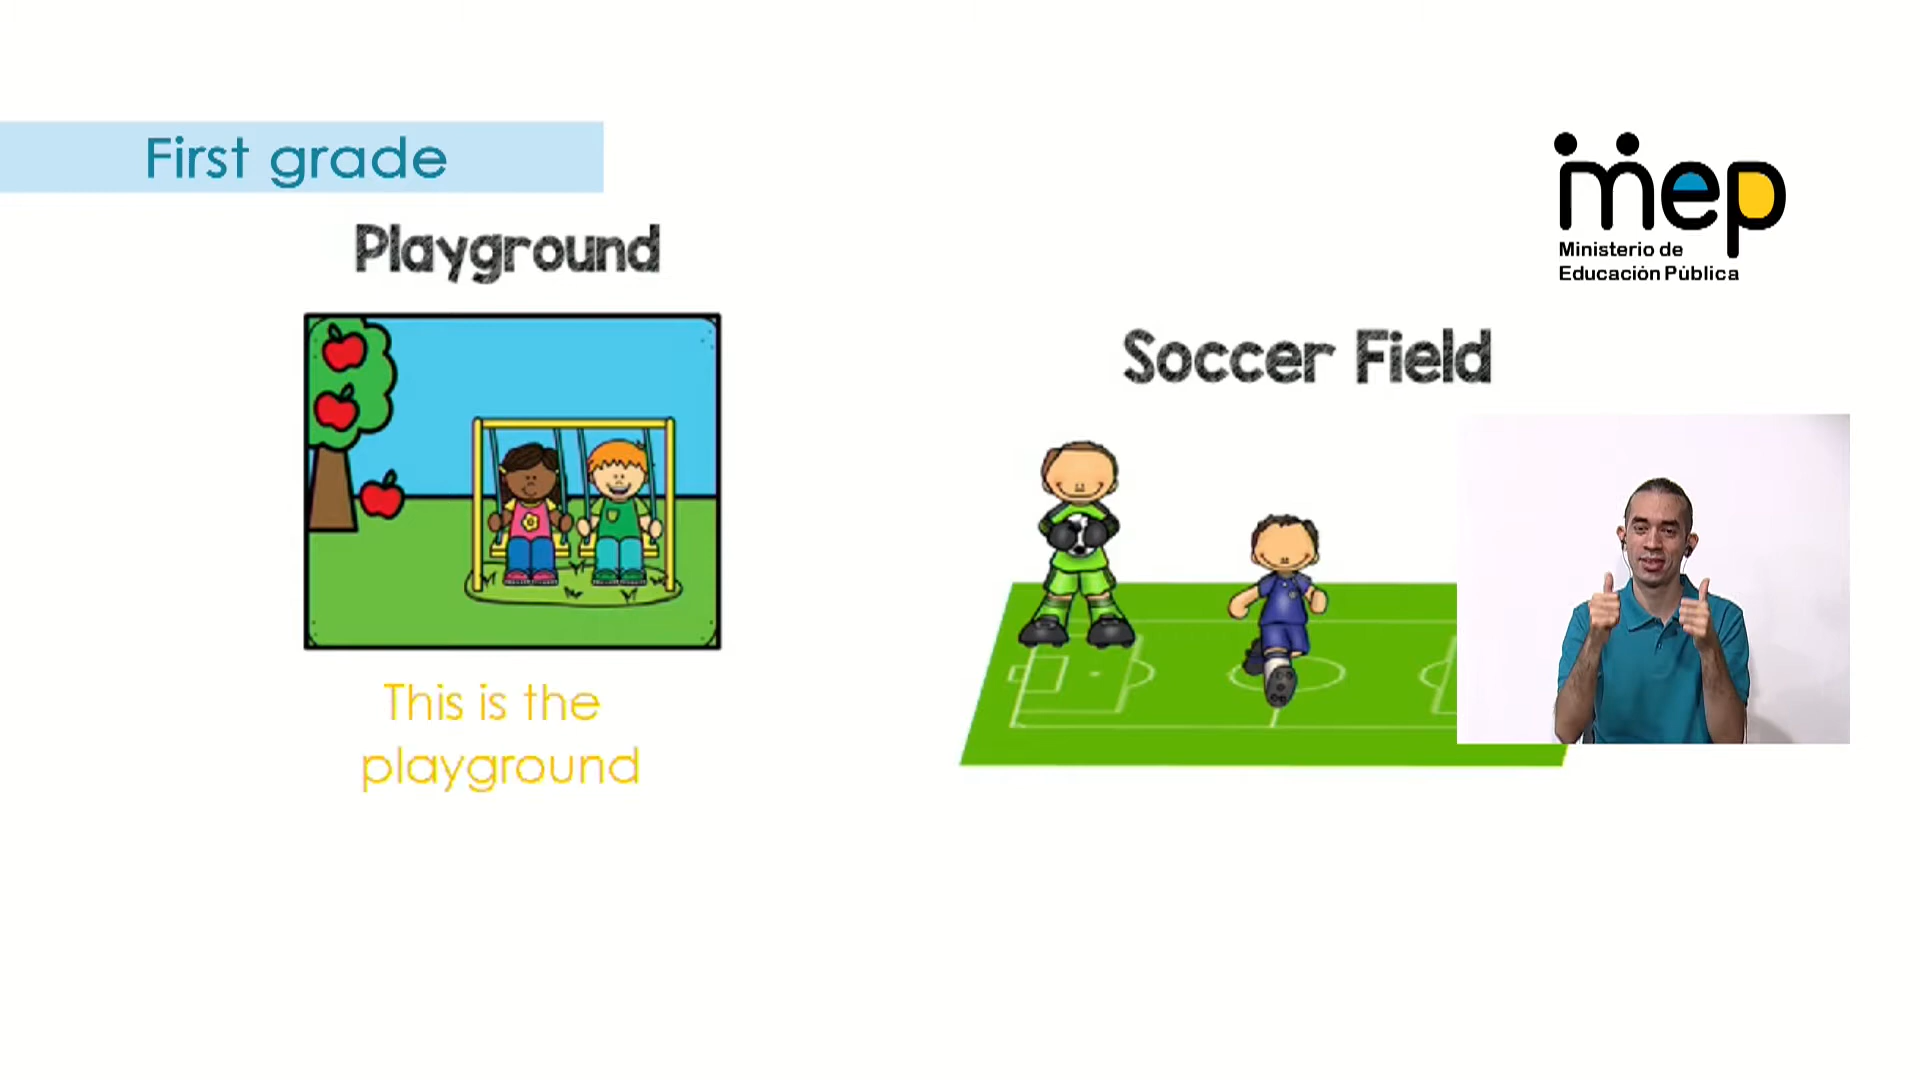 First grade
Playground
This is the
playground
Soccer Field
mep
Ministerio de
Educación Pública